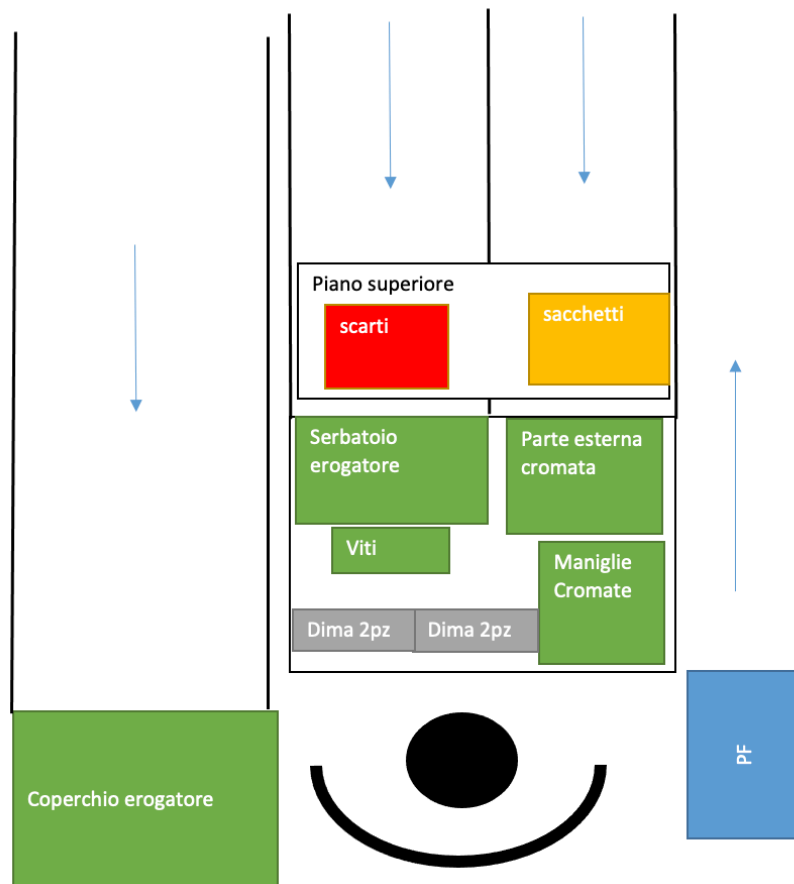 Piano superiore
scarti
sacchetti
Serbatoio
erogatore
Parte esterna
cromata
Viti
Maniglie
Cromate
Dima 2pz
Dima 2pz
PF
Coperchio erogatore